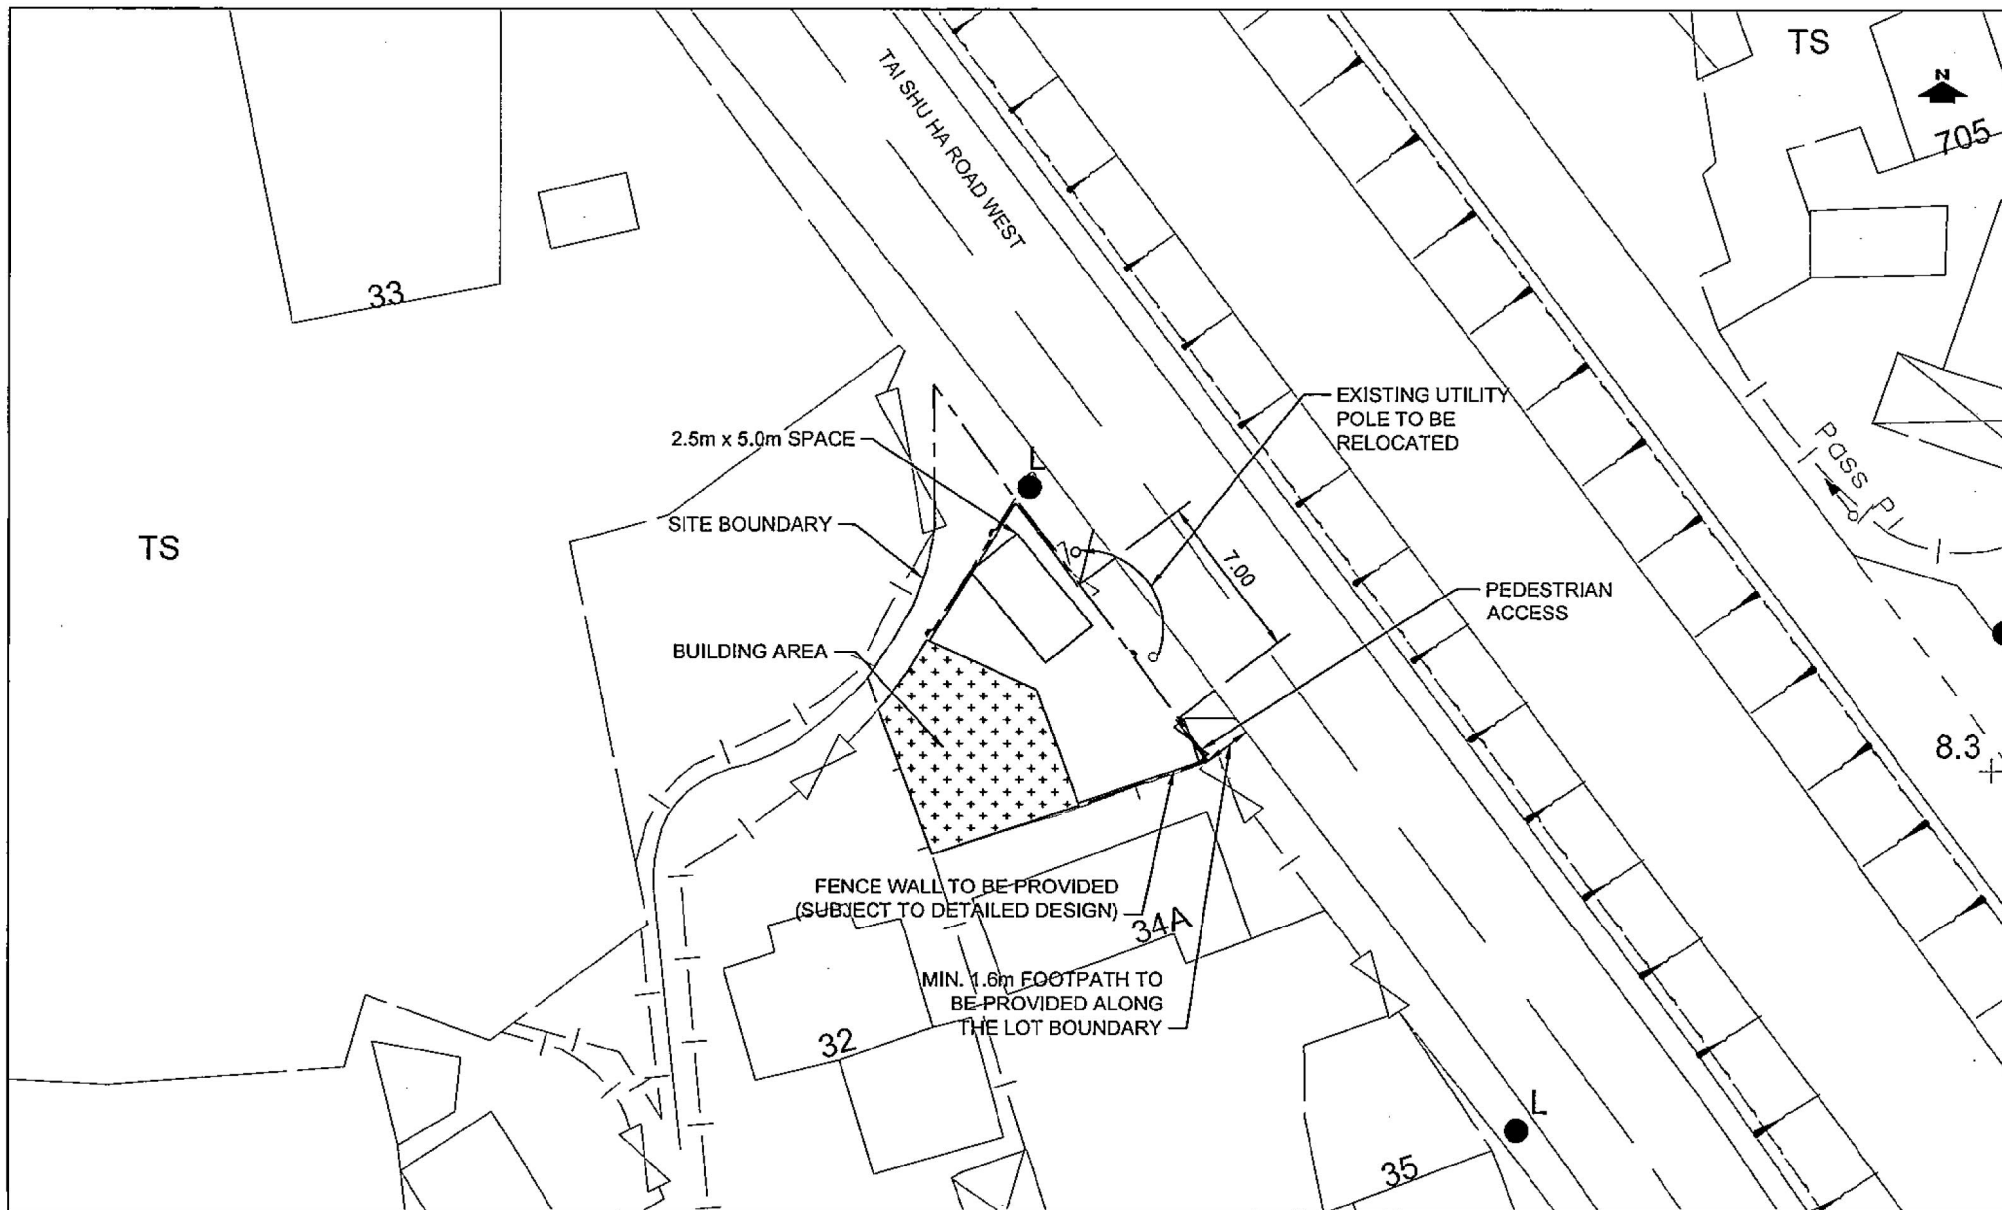 TS
N
705
TAI SHU HA ROAD WEST
33
EXISTING UTILITY
POLE TO BE
RELOCATED
2.5m x 5.0m SPACE
L
Pass Pl
SITE BOUNDARY
TS
7.00
PEDESTRIAN
ACCESS
BUILDING AREA
8.3
FENCE WALL TO BE PROVIDED
(SUBJECT TO DETAILED DESIGN)
34A
MIN. 1.6m FOOTPATH TO
BE PROVIDED ALONG
THE LOT BOUNDARY
32
L
35